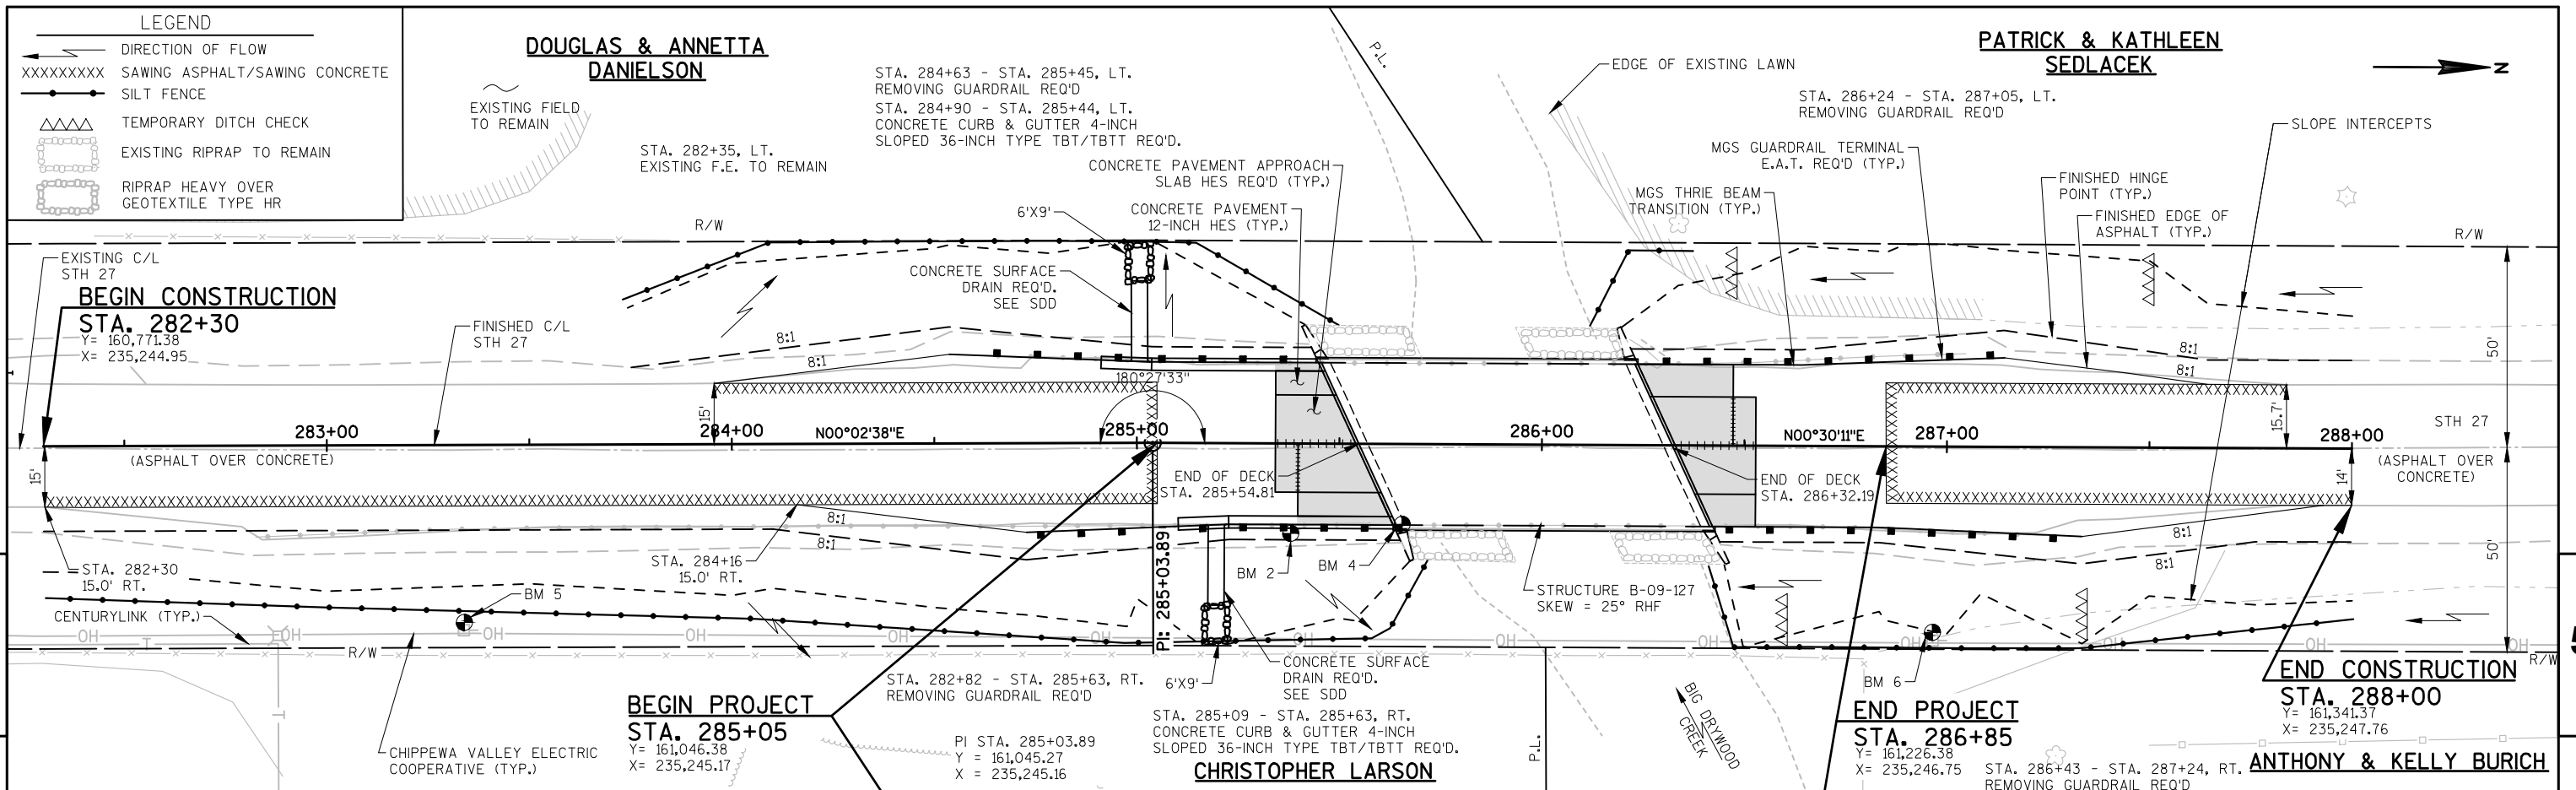 LEGEND
DIRECTION OF FLOW
XXXXXXXXX SAWING ASPHALT/SAWING CONCRETE
SILT FENCE
TEMPORARY DITCH CHECK
EXISTING RIPRAP TO REMAIN
RIPRAP HEAVY OVER
GEOTEXTILE TYPE HR
DOUGLAS & ANNETTA
DANIELSON
EXISTING FIELD
TO REMAIN
STA. 282+35, LT.
EXISTING F.E. TO REMAIN
STA. 284+63 - STA. 285+45, LT.
REMOVING GUARDRAIL REQ'D
STA. 284+90 - STA. 285+44, LT.
CONCRETE CURB & GUTTER 4-INCH
SLOPED 36-INCH TYPE TBT/TBTT REQ'D.
CONCRETE PAVEMENT APPROACH
SLAB HES REQ'D (TYP.)
CONCRETE PAVEMENT
12-INCH HES (TYP.)
6'X9'
R/W
CONCRETE SURFACE
DRAIN REQ'D.
SEE SDD
P.L.
EDGE OF EXISTING LAWN
PATRICK & KATHLEEN
SEDLACEK
N
STA. 286+24 - STA. 287+05, LT.
REMOVING GUARDRAIL REQ'D
SLOPE INTERCEPTS
MGS GUARDRAIL TERMINAL
E.A.T. REQ'D (TYP.)
MGS THRIE BEAM
TRANSITION (TYP.)
FINISHED HINGE
POINT (TYP.)
FINISHED EDGE OF
ASPHALT (TYP.)
R/W
EXISTING C/L
STH 27
BEGIN CONSTRUCTION
STA. 282+30
Y= 160,771.38
X= 235,244.95
FINISHED C/L
STH 27
8:1
8:1
8:1
8:1
50'
180°27'33"
15'
15.7'
283+00
284+00
N00°02'38"E
285+00
286+00
N00°30'11"E
287+00
288+00
STH 27
(ASPHALT OVER CONCRETE)
(ASPHALT OVER
CONCRETE)
15'
14'
END OF DECK
STA. 285+54.81
END OF DECK
STA. 286+32.19
8:1
8:1
8:1
8:1
50'
STA. 282+30
15.0' RT.
STA. 284+16
15.0' RT.
BM 5
BM 2
BM 4
PI: 285+03.89
STRUCTURE B-09-127
SKEW = 25° RHF
CENTURYLINK (TYP.)
OH
OH
OH
OH
OH
OH
OH
OH
OH
OH
OH
OH
OH
T
T
R/W
R/W
CHIPPEWA VALLEY ELECTRIC
COOPERATIVE (TYP.)
BEGIN PROJECT
STA. 285+05
Y= 161,046.38
X= 235,245.17
STA. 282+82 - STA. 285+63, RT.
REMOVING GUARDRAIL REQ'D
6'X9'
CONCRETE SURFACE
DRAIN REQ'D.
SEE SDD
PI STA. 285+03.89
Y = 161,045.27
X = 235,245.16
STA. 285+09 - STA. 285+63, RT.
CONCRETE CURB & GUTTER 4-INCH
SLOPED 36-INCH TYPE TBT/TBTT REQ'D.
CHRISTOPHER LARSON
P.L.
BIG DRYWOOD
CREEK
BM 6
END PROJECT
STA. 286+85
Y= 161,226.38
X= 235,246.75
STA. 286+43 - STA. 287+24, RT.
REMOVING GUARDRAIL REQ'D
END CONSTRUCTION
STA. 288+00
Y= 161,341.37
X= 235,247.76
ANTHONY & KELLY BURICH